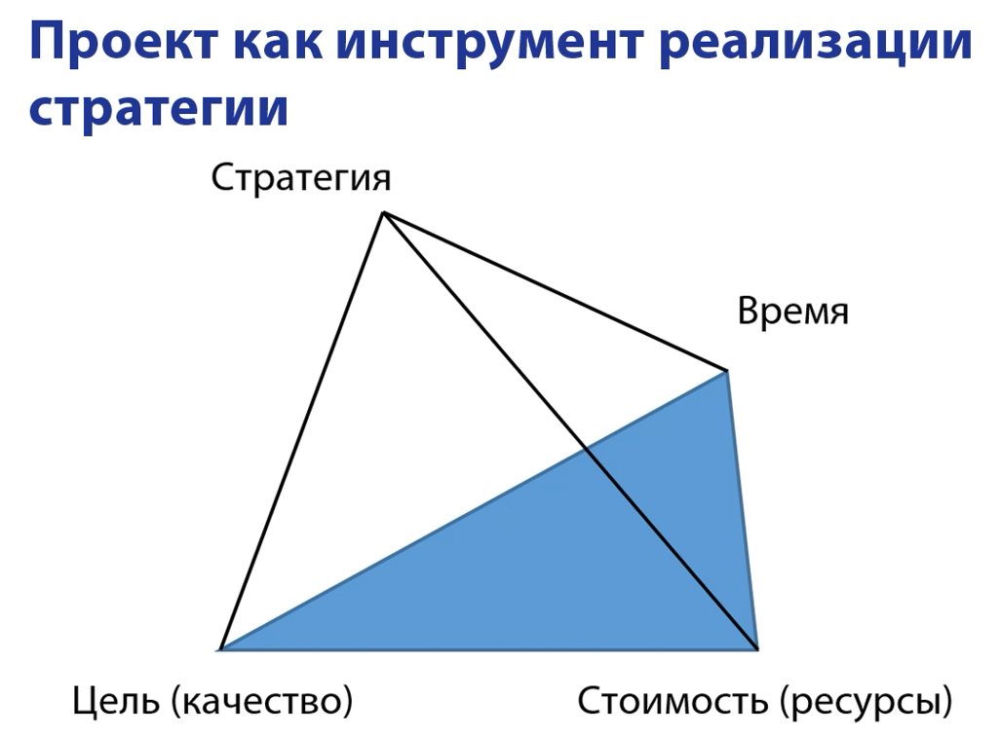 Проект как инструмент реализации
стратегии
Стратегия
Время
Цель (качество)
Стоимость (ресурсы)